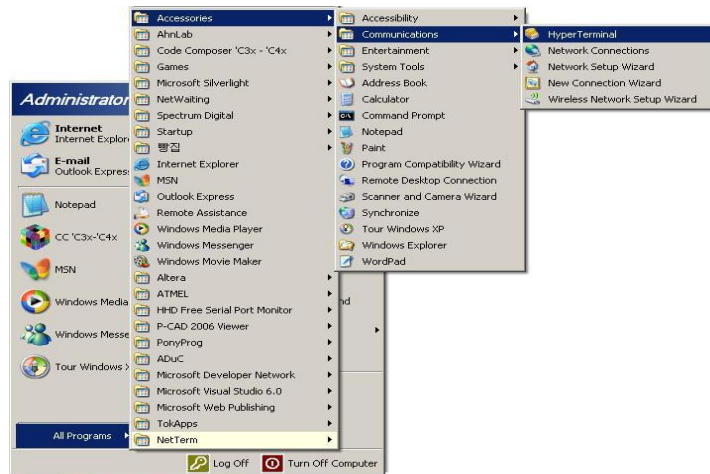 Administrator
Internet
Internet Explor
E-mail
Outlook Express
Notepad
CC 'C3x-'C4x
MSN
Windows Media
Windows Messe
Tour Windows X
All Programs
Log Off
Turn Off Computer
Accessories
AhnLab
Code Composer 'C3x - 'C4x
Games
Microsoft Silverlight
NetWaiting
Spectrum Digital
Startup
빵집
Internet Explorer
MSN
Outlook Express
Remote Assistance
Windows Media Player
Windows Messenger
Windows Movie Maker
Altera
ATMEL
HHD Free Serial Port Monitor
P-CAD 2006 Viewer
PonyProg
ADuC
Microsoft Developer Network
Microsoft Visual Studio 6.0
Microsoft Web Publishing
TokApps
NetTerm
Accessibility
Communications
Entertainment
System Tools
Address Book
Calculator
Command Prompt
Notepad
Paint
Program Compatibility Wizard
Remote Desktop Connection
Scanner and Camera Wizard
Synchronize
Tour Windows XP
Windows Explorer
WordPad
nd
HyperTerminal
Network Connections
Network Setup Wizard
New Connection Wizard
Wireless Network Setup Wizard